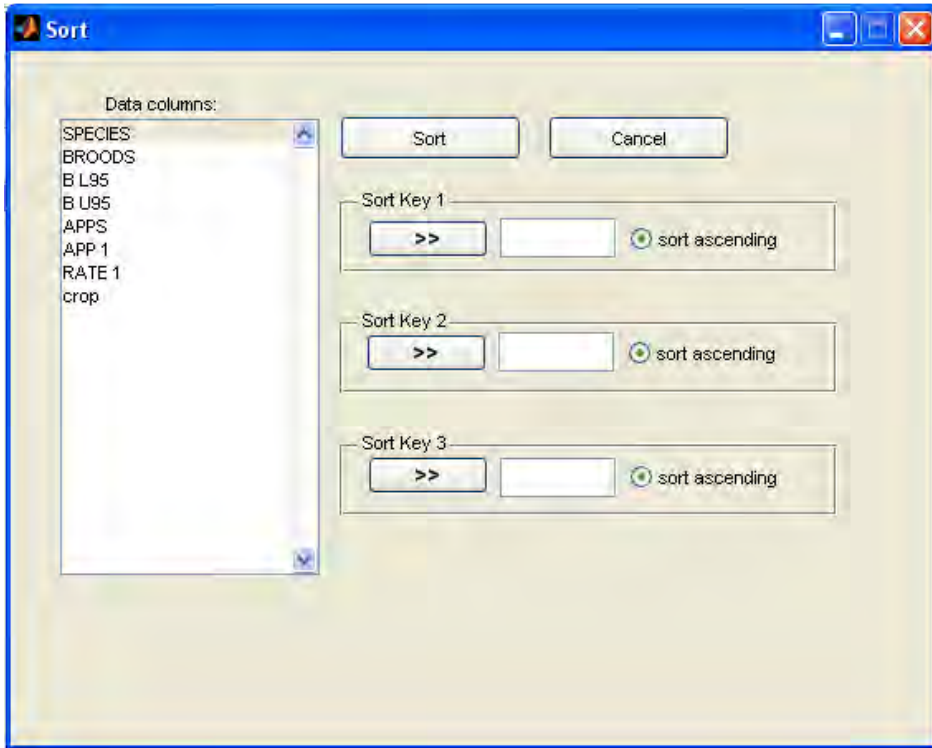 Sort
Data columns:
SPECIES
BROODS
B L95
B U95
APPS
APP 1
RATE 1
crop
Sort
Cancel
Sort Key 1
>>
sort ascending
Sort Key 2
>>
sort ascending
Sort Key 3
>>
sort ascending